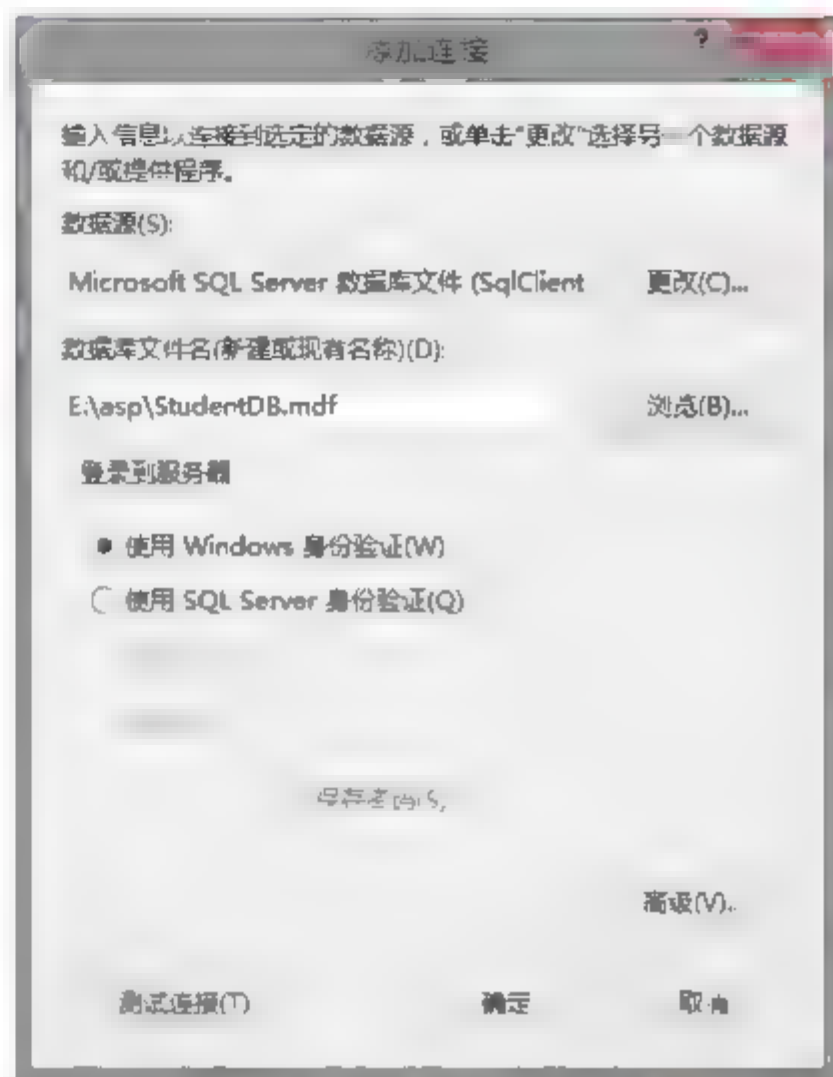 添加连接
?
输入信息以连接到选定的数据源，或单击“更改”选择另一个数据源
和/或提供程序。
数据源(S):
Microsoft SQL Server 数据库文件 (SqlClient
更改(C)...
数据库文件名(新建或现有名称)(D):
E:\asp\StudentDB.mdf
浏览(B)...
登录到服务器
使用 Windows 身份验证(W)
使用 SQL Server 身份验证(Q)
高级(V)..
测试连接(T)
确定
取消